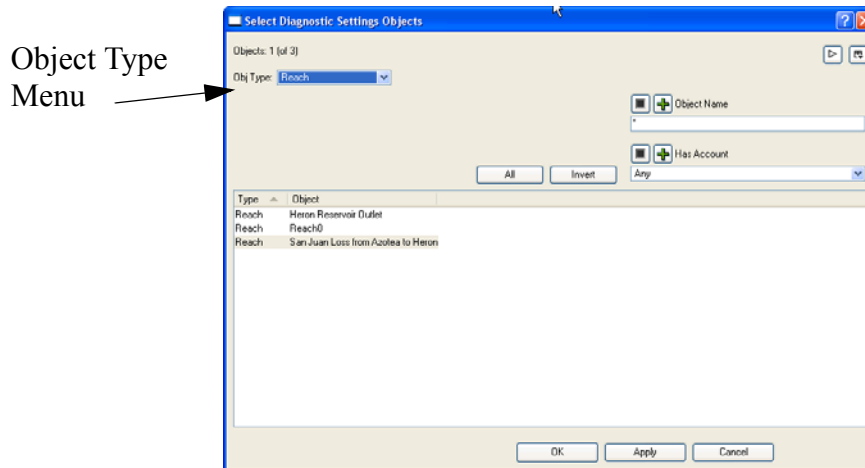 Select Diagnostic Settings Objects
Objects: 1 (of 3)
Object Type
Menu
Obj Type: Reach
Object Name
*
Has Account
All Invert Any
Type Object
Reach Heron Reservoir Outlet
Reach Reach0
Reach San Juan Loss from Azotea to Heron
OK Apply Cancel